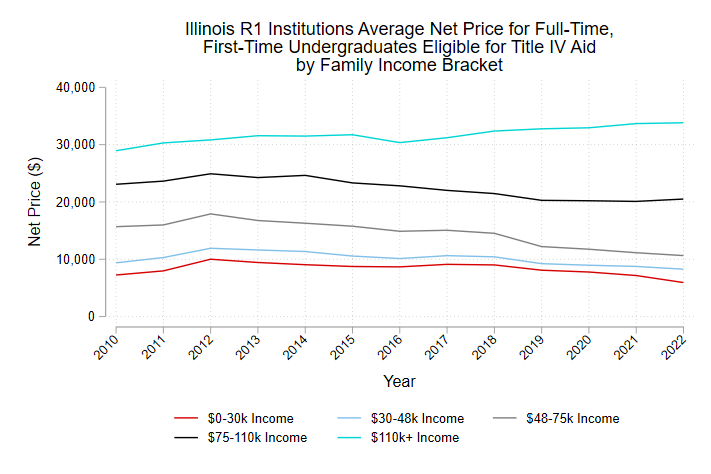 Illinois R1 Institutions Average Net Price for Full-Time,
First-Time Undergraduates Eligible for Title IV Aid
by Family Income Bracket
Net Price ($)
40,000
30,000
20,000
10,000
0
2010 2011 2012 2013 2014 2015 2016 2017 2018 2019 2020 2021 2022
Year
$0-30k Income $30-48k Income $48-75k Income
$75-110k Income $110k+ Income